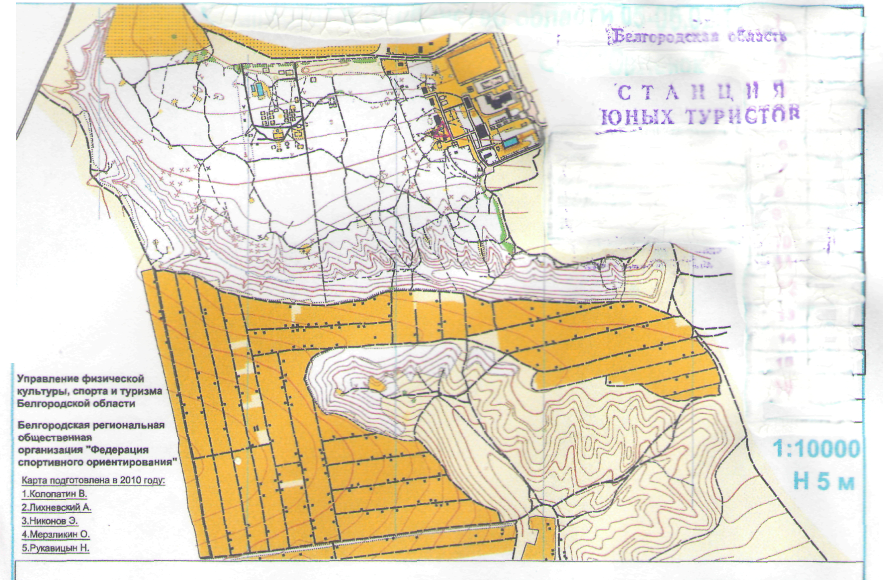 Белгородская область
СТАНЦИЯ
ЮНЫХ ТУРИСТОВ
Управление физической
культуры, спорта и туризма
Белгородской области
Белгородская региональная
общественная
организация "Федерация
спортивного ориентирования"
Карта подготовлена в 2010 году:
1.Колопатин В.
2.Лихневский А.
3.Никонов Э.
4.Мерзликин О.
5.Рукавицын Н.
1:10000
H 5 м